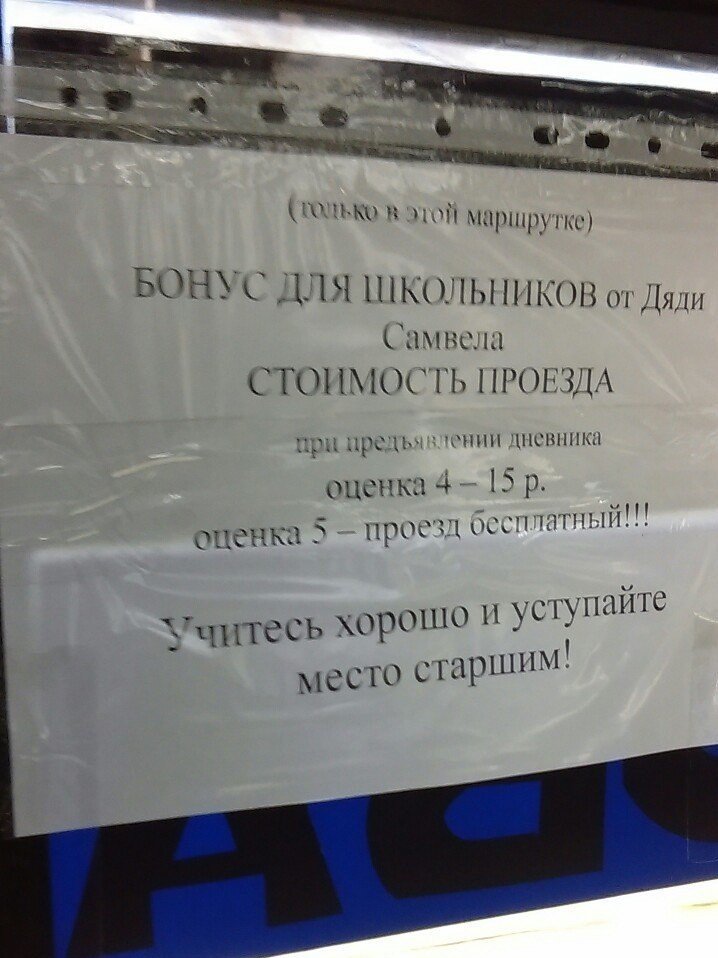 (только в этой маршрутке)
БОНУС ДЛЯ ШКОЛЬНИКОВ от Дяди
Самвела
СТОИМОСТЬ ПРОЕЗДА
при предъявлении дневника
оценка 4 – 15 р.
оценка 5 – проезд бесплатный!!!
Учитесь хорошо и уступайте
место старшим!